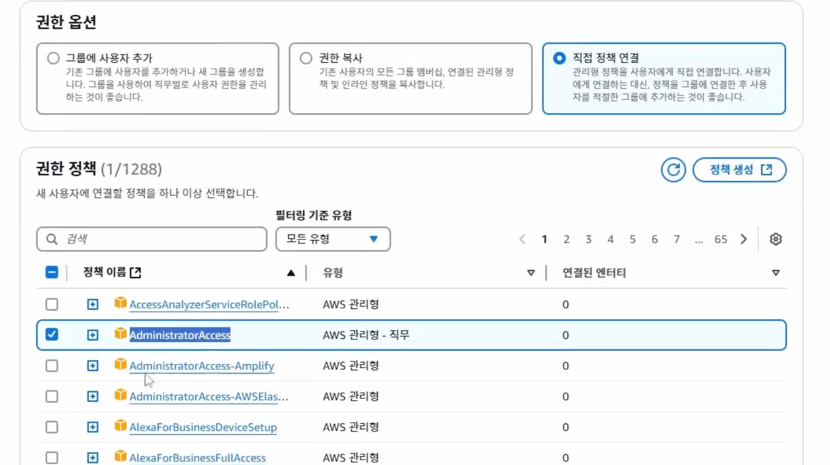 권한 옵션
그룹에 사용자 추가
기존 그룹에 사용자를 추가하거나 새 그룹을 생성합
니다. 그룹을 사용하여 직무별로 사용자 권한을 관리
하는 것이 좋습니다.
권한 복사
기존 사용자의 모든 그룹 멤버십, 연결된 관리형 정
책 및 인라인 정책을 복사합니다.
직접 정책 연결
관리형 정책을 사용자에게 직접 연결합니다. 사용자
에게 연결하는 대신, 정책을 그룹에 연결한 후 사용
자를 적절한 그룹에 추가하는 것이 좋습니다.
권한 정책 (1/1288)
정책 생성
새 사용자에 연결할 정책을 하나 이상 선택합니다.
필터링 기준 유형
검색
모든 유형
1 2 3 4 5 6 7 ... 65
정책 이름 유형 연결된 엔터티
AccessAnalyzerServiceRolePol... AWS 관리형 0
AdministratorAccess AWS 관리형 - 직무 0
AdministratorAccess-Amplify AWS 관리형 0
AdministratorAccess-AWSElas... AWS 관리형 0
AlexaForBusinessDeviceSetup AWS 관리형 0
AlexaForBusinessFullAccess AWS 관리형 0